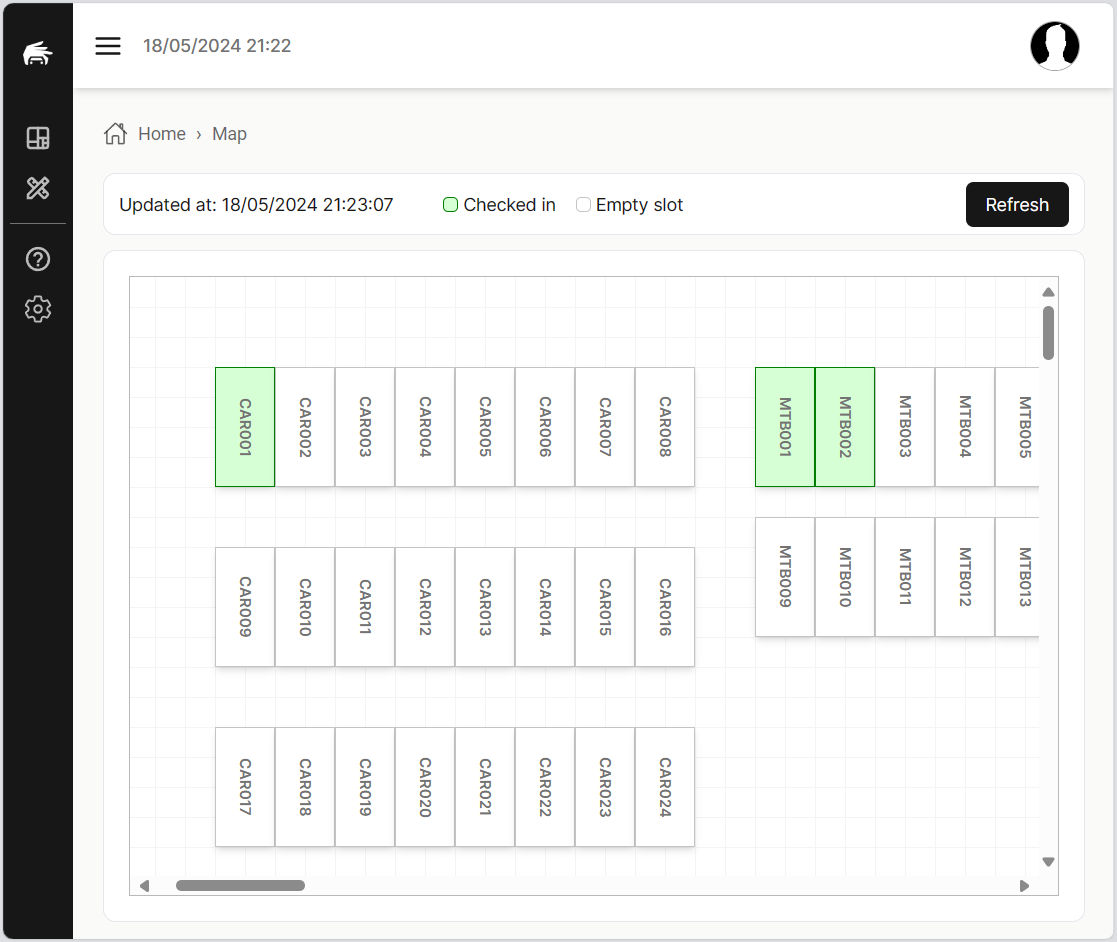 18/05/2024 21:22
Home › Map
Updated at: 18/05/2024 21:23:07 Checked in Empty slot Refresh
CAR001 CAR002 CAR003 CAR004 CAR005 CAR006 CAR007 CAR008 MTB001 MTB002 MTB003 MTB004 MTB005
CAR009 CAR010 CAR011 CAR012 CAR013 CAR014 CAR015 CAR016 MTB009 MTB010 MTB011 MTB012 MTB013
CAR017 CAR018 CAR019 CAR020 CAR021 CAR022 CAR023 CAR024